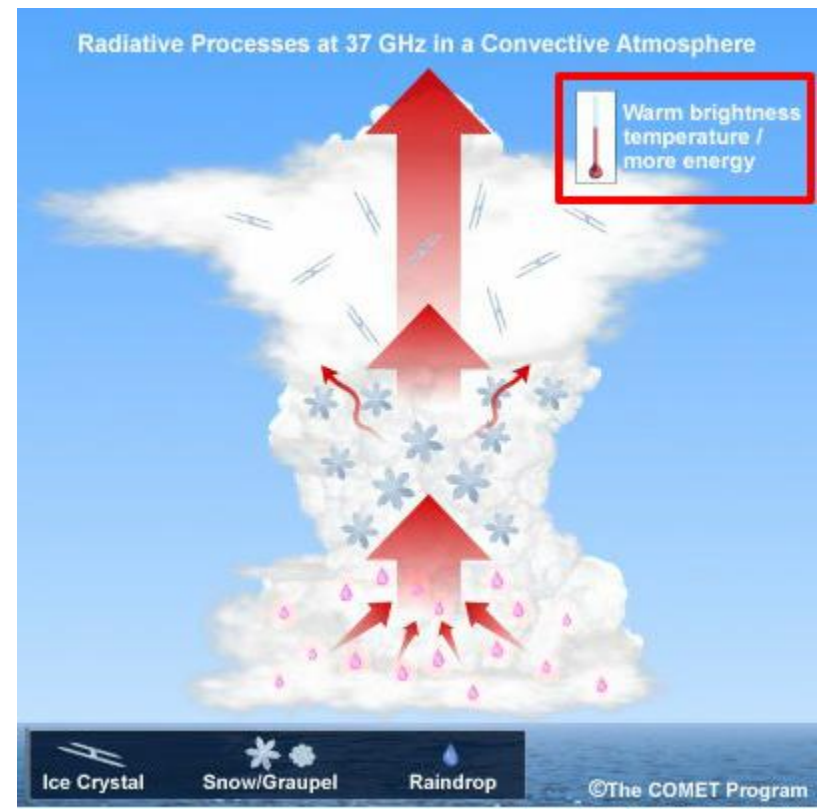 Radiative Processes at 37 GHz in a Convective Atmosphere
Warm brightness
temperature /
more energy
Ice Crystal
Snow/Graupel
Raindrop
©The COMET Program